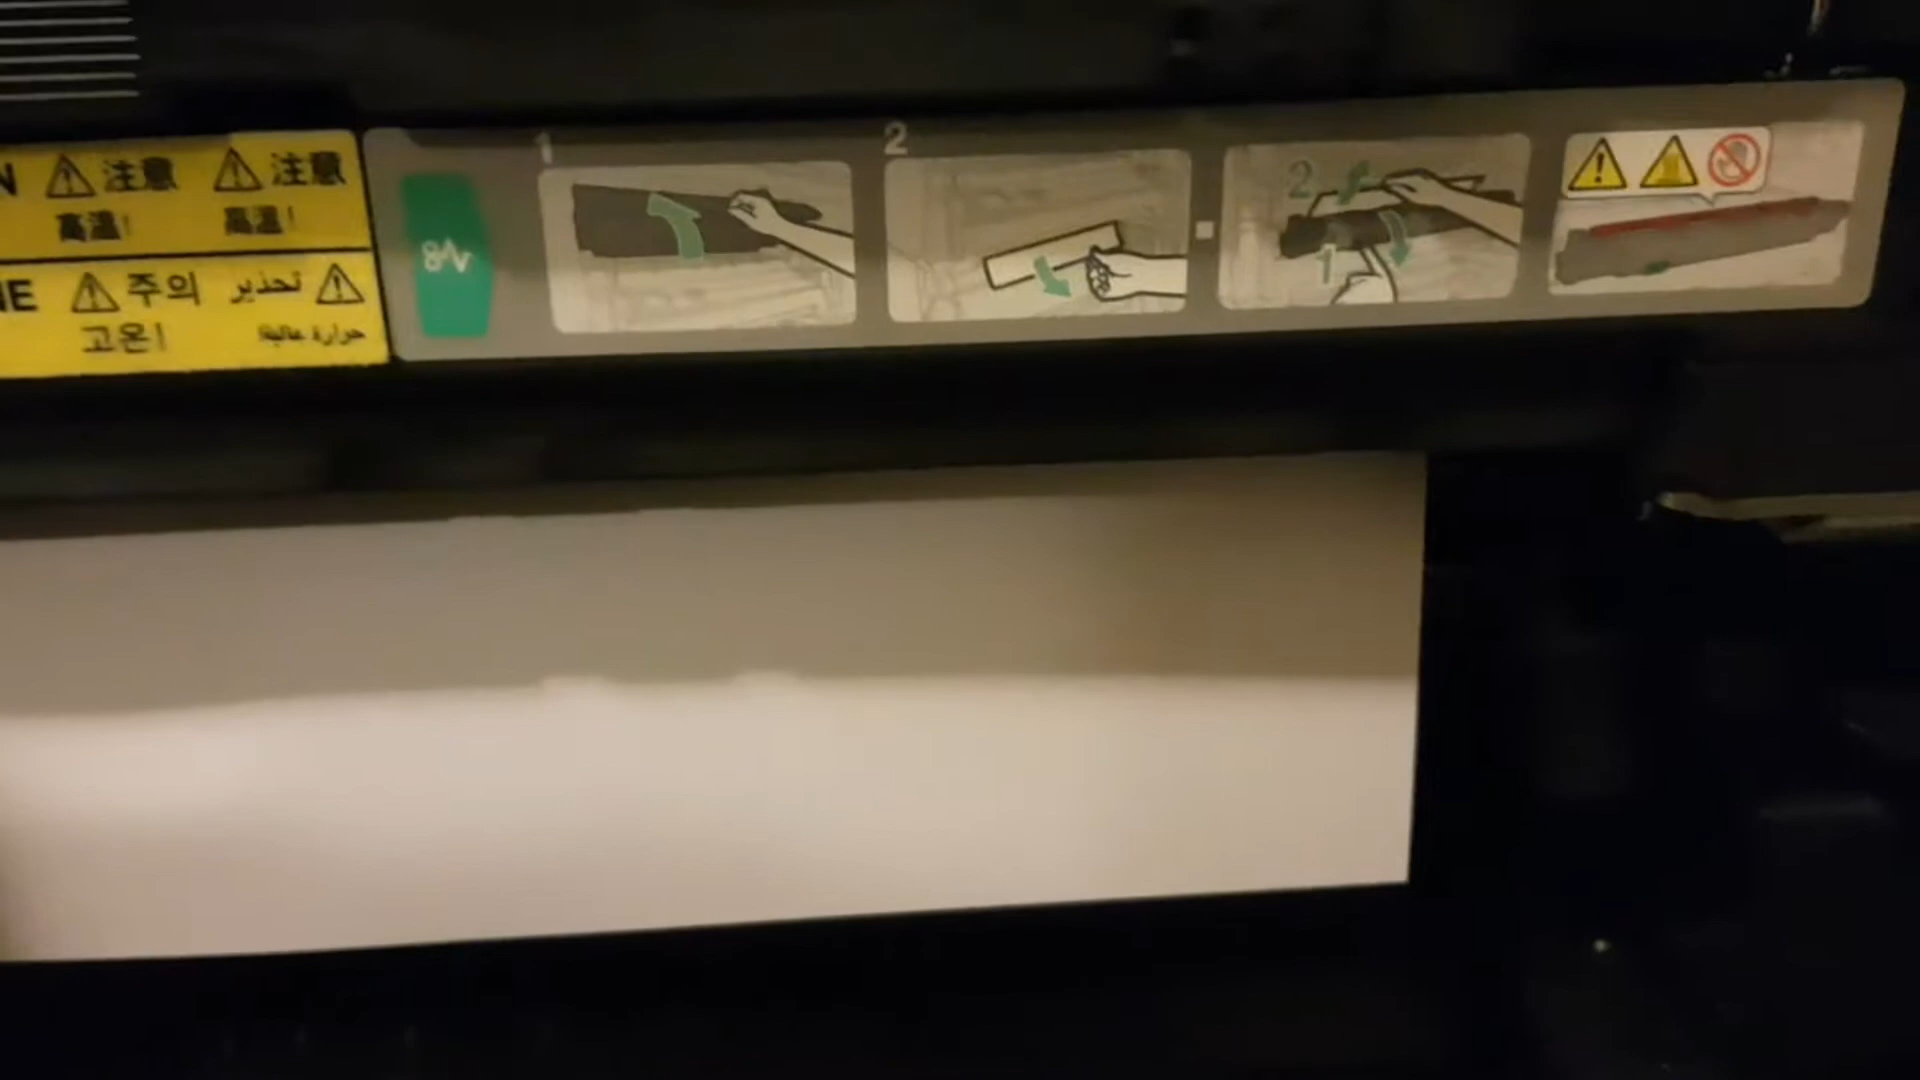 N ⚠注意 ⚠注意
高温! 高温!
NE ⚠주의 تحذير⚠
고온! حرارة عالية!
1 2
2
1